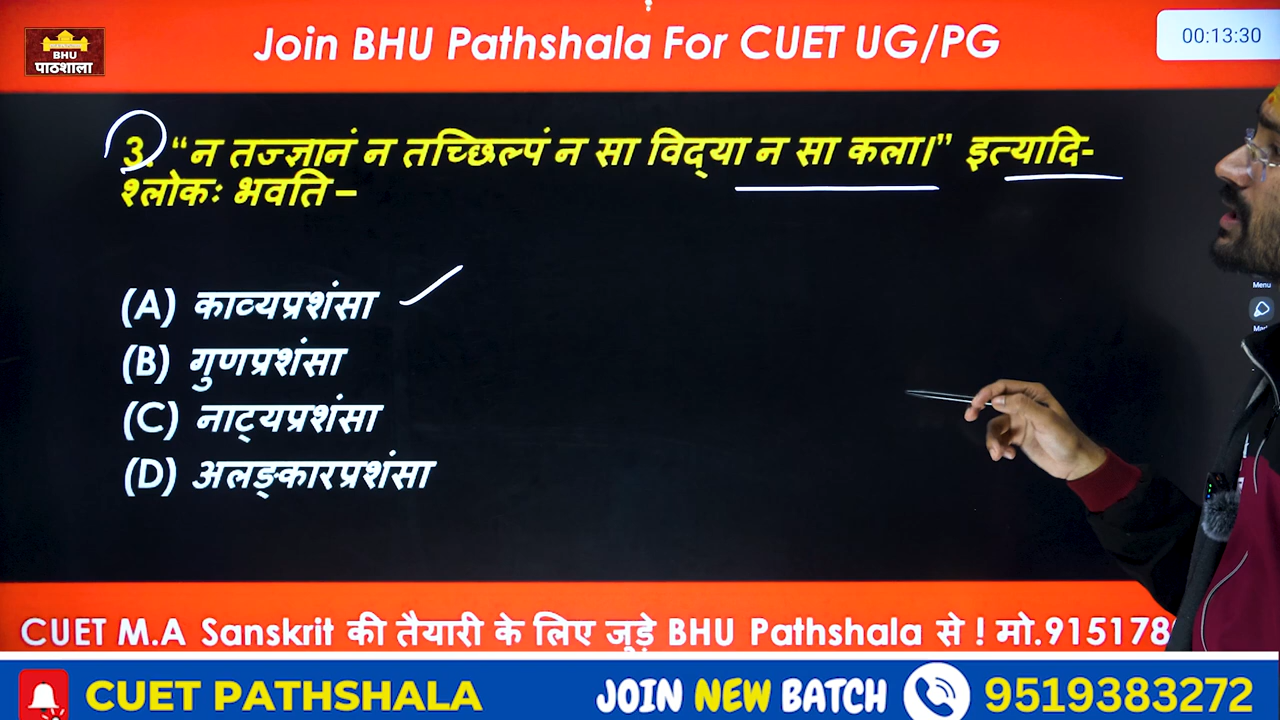 Join BHU Pathshala For CUET UG/PG
00:13:30
BHU
पाठशाला
3. “न तज्ज्ञानं न तच्छिल्पं न सा विद्या न सा कला।” इत्यादि-
श्लोकः भवति –
(A) काव्यप्रशंसा
(B) गुणप्रशंसा
(C) नाट्यप्रशंसा
(D) अलङ्कारप्रशंसा
Menu
CUET M.A Sanskrit की तैयारी के लिए जुड़े BHU Pathshala से ! मो.915178
CUET PATHSHALA
JOIN NEW BATCH
9519383272